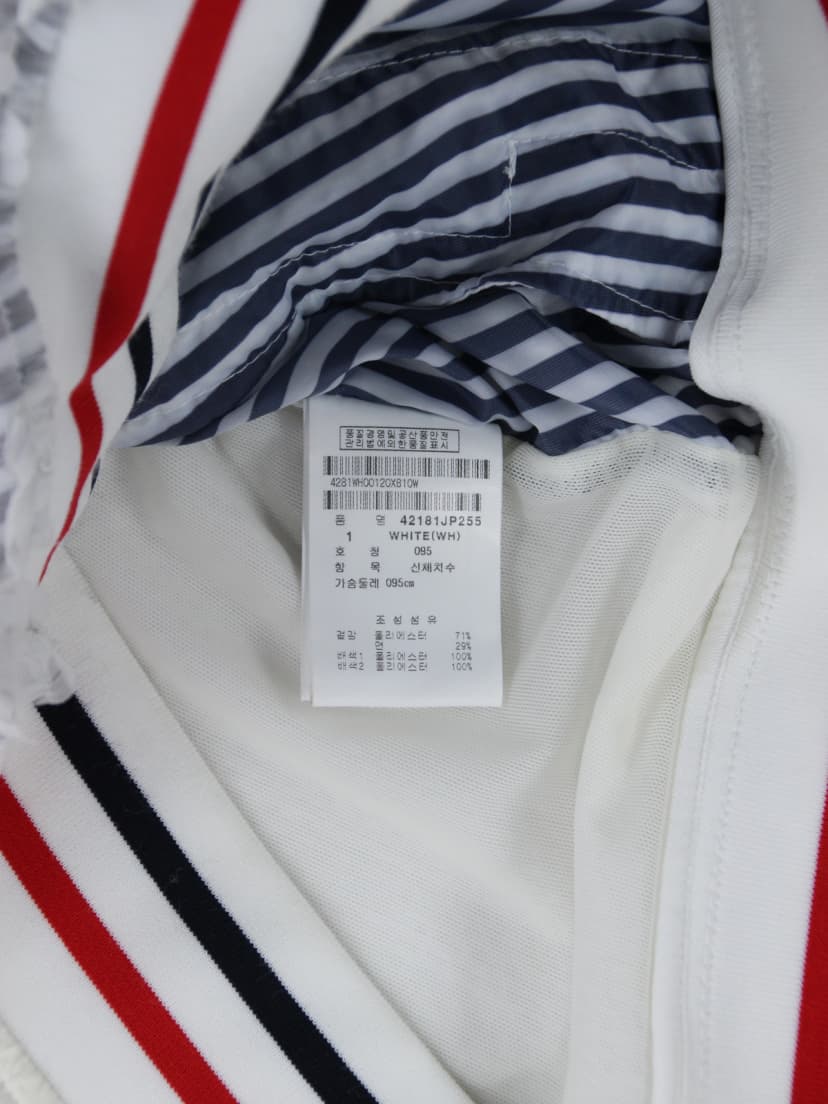 품질경영및공산품안전
관리법에의한품질표시
4281WH0012GX810W
품 명 42181JP255
1 WHITE(WH)
호 칭 095
항 목 신체치수
가슴둘레 095cm
조성섬유
겉감 폴리에스터 71%
면 29%
배색1 폴리에스터 100%
배색2 폴리에스터 100%